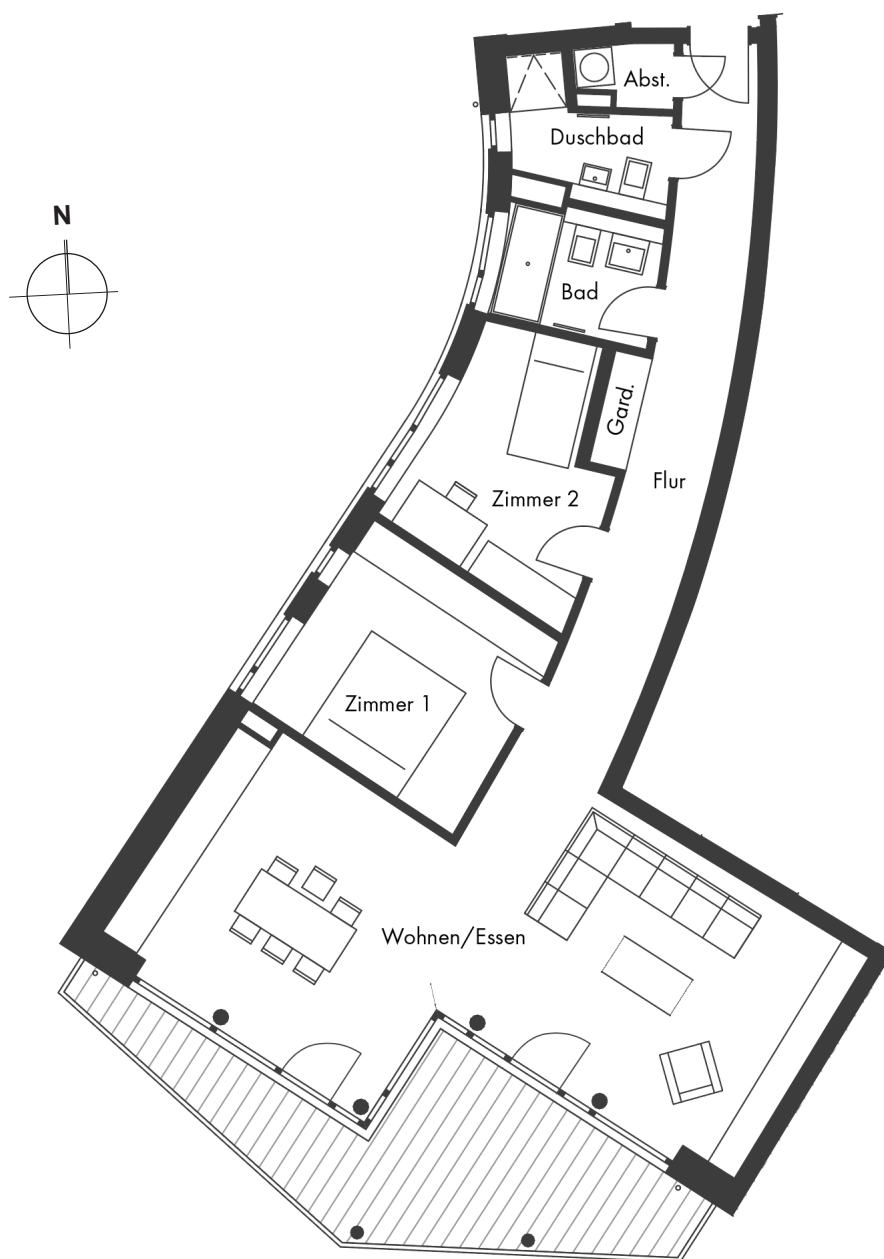 Abst.
Duschbad
N
Bad
Gard.
Flur
Zimmer 2
Zimmer 1
Wohnen/Essen